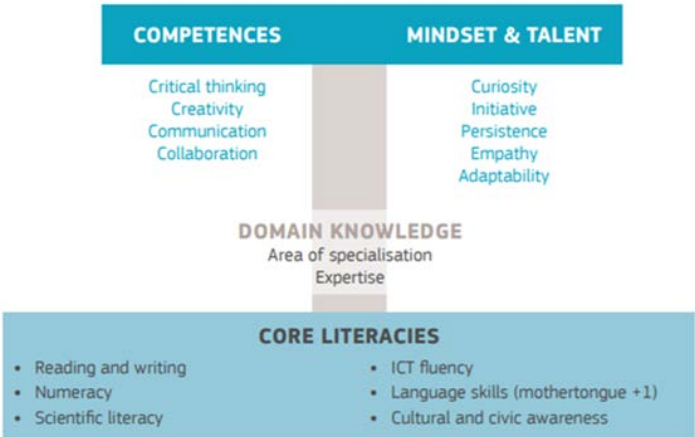 COMPETENCES
Critical thinking
Creativity
Communication
Collaboration
MINDSET & TALENT
Curiosity
Initiative
Persistence
Empathy
Adaptability
DOMAIN KNOWLEDGE
Area of specialisation
Expertise
CORE LITERACIES
• Reading and writing
• Numeracy
• Scientific literacy
• ICT fluency
• Language skills (mothertongue +1)
• Cultural and civic awareness